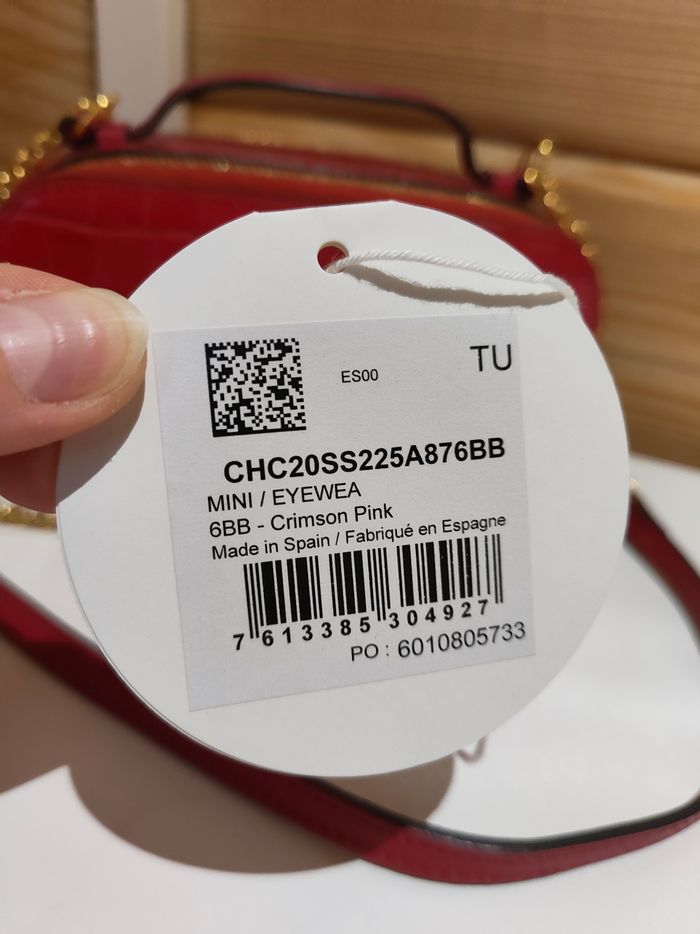 ES00
TU
CHC20SS225A876BB
MINI / EYEWEA
6BB - Crimson Pink
Made in Spain / Fabriqué en Espagne
7 613385 304927
PO : 6010805733